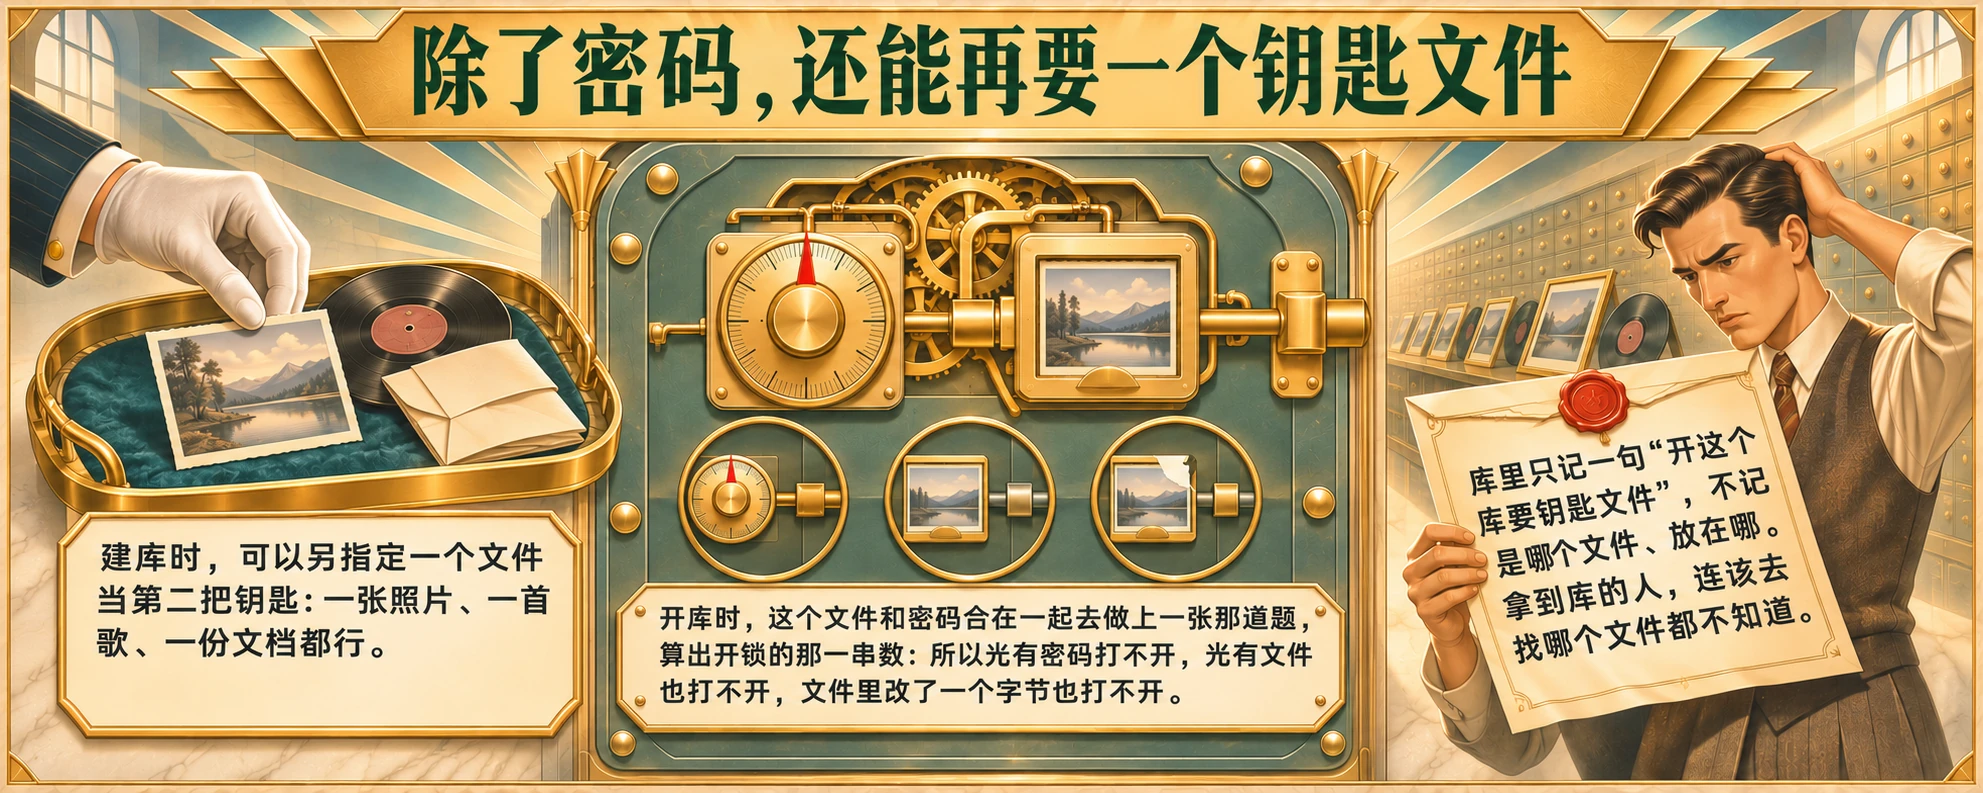 除了密码，还能再要一个钥匙文件
建库时，可以另指定一个文件
当第二把钥匙：一张照片、一首
歌、一份文档都行。
开库时，这个文件和密码合在一起去做上一张那道题，
算出开锁的那一串数：所以光有密码打不开，光有文件
也打不开，文件里改了一个字节也打不开。
库里只记一句“开这个
库要钥匙文件”，不记
是哪个文件、放在哪。
拿到库的人，连该去
找哪个文件都不知道。